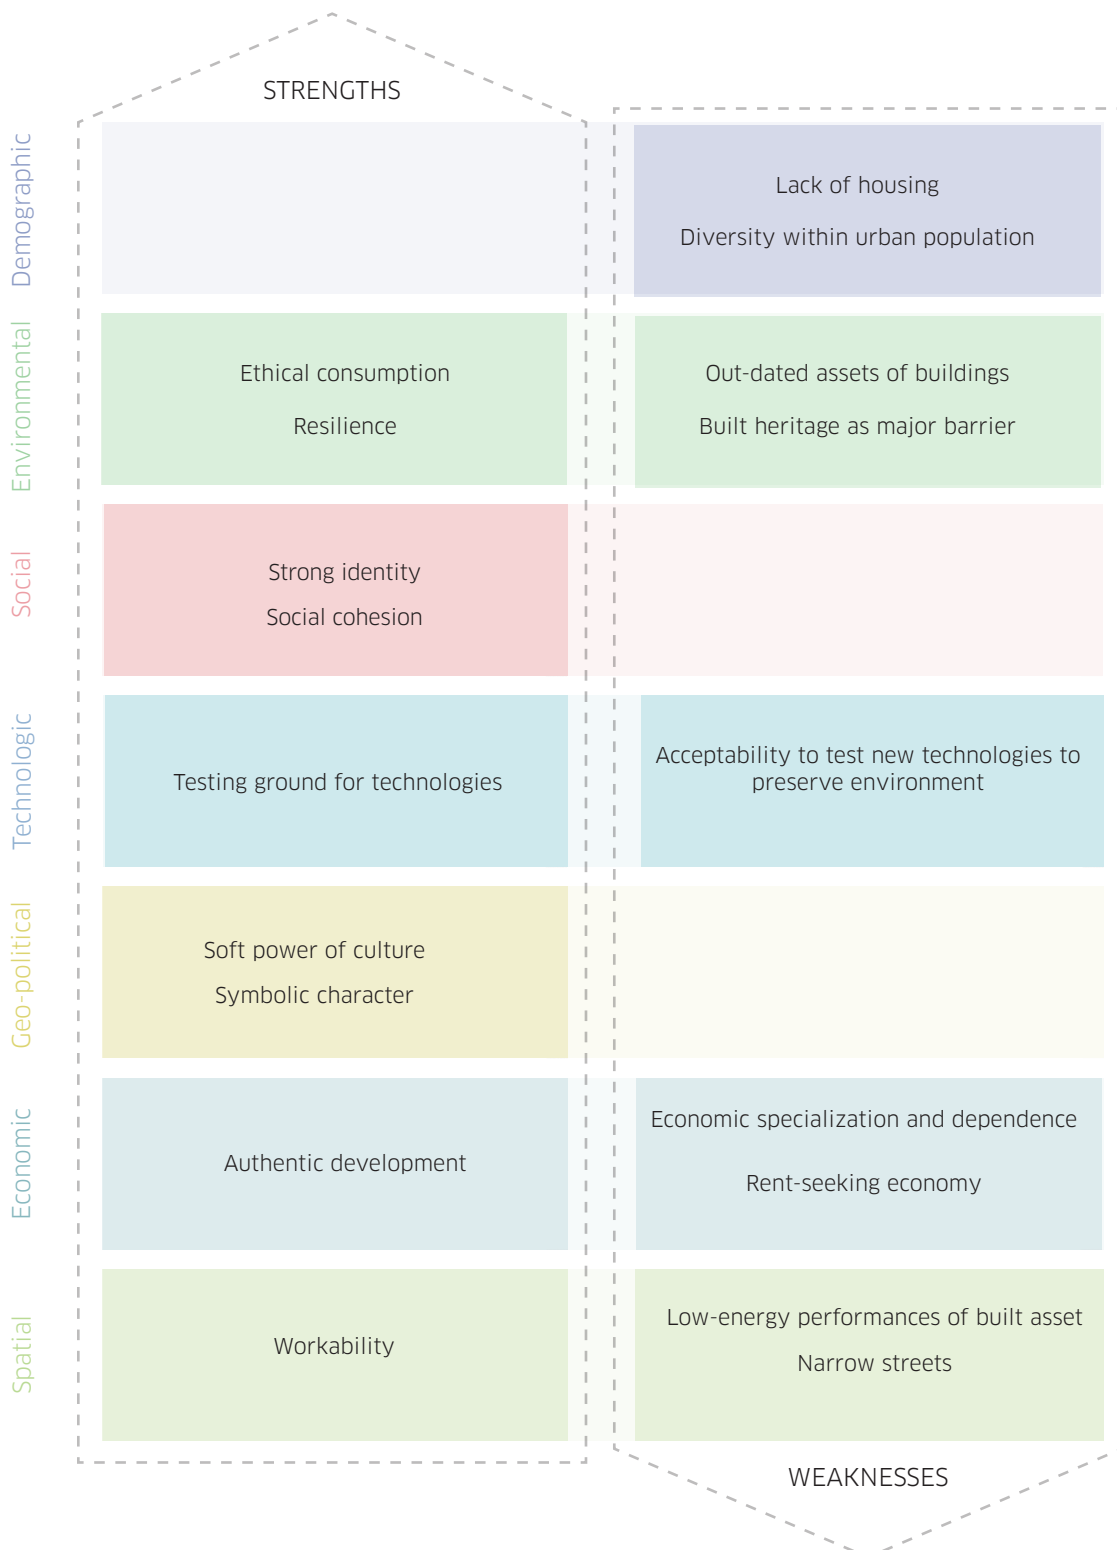 STRENGTHS
Demographic
Lack of housing
Diversity within urban population
Environmental
Ethical consumption
Resilience
Out-dated assets of buildings
Built heritage as major barrier
Social
Strong identity
Social cohesion
Technologic
Testing ground for technologies
Acceptability to test new technologies to
preserve environment
Geo-political
Soft power of culture
Symbolic character
Economic
Authentic development
Economic specialization and dependence
Rent-seeking economy
Spatial
Workability
Low-energy performances of built asset
Narrow streets
WEAKNESSES